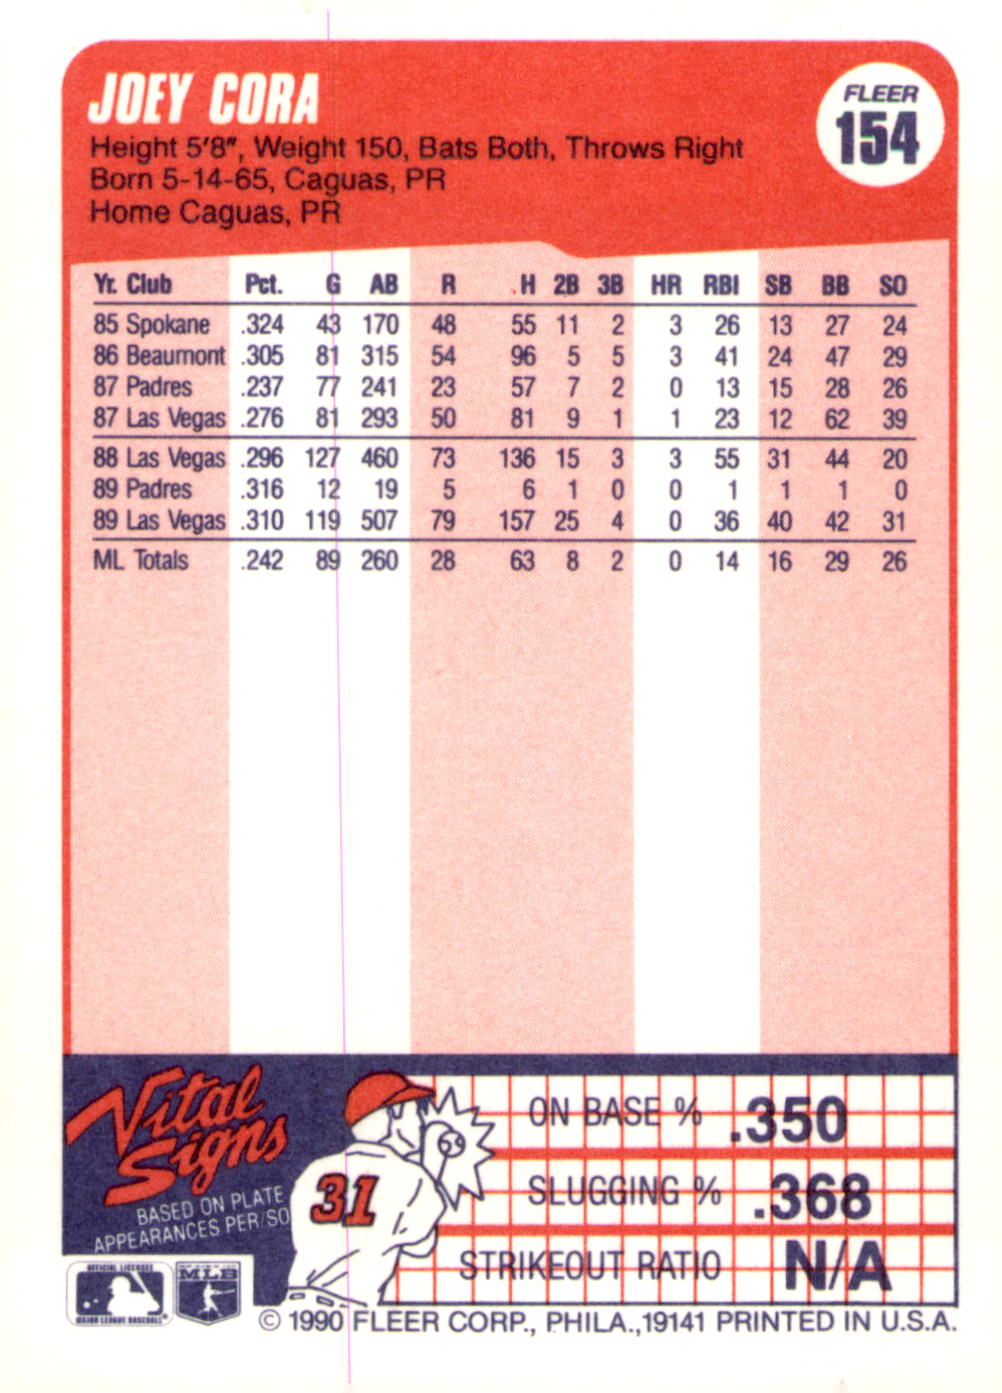 JOEY CORA
FLEER
154
Height 5'8", Weight 150, Bats Both, Throws Right
Born 5-14-65, Caguas, PR
Home Caguas, PR
Yr. Club Pct. G AB R H 2B 3B HR RBI SB BB SO
85 Spokane .324 43 170 48 55 11 2 3 26 13 27 24
86 Beaumont .305 81 315 54 96 5 5 3 41 24 47 29
87 Padres .237 77 241 23 57 7 2 0 13 15 28 26
87 Las Vegas .276 81 293 50 81 9 1 1 23 12 62 39
88 Las Vegas .296 127 460 73 136 15 3 3 55 31 44 20
89 Padres .316 12 19 5 6 1 0 0 1 1 1 0
89 Las Vegas .310 119 507 79 157 25 4 0 36 40 42 31
ML Totals .242 89 260 28 63 8 2 0 14 16 29 26
Vital
Signs
BASED ON PLATE
APPEARANCES PER/SO
31
ON BASE % .350
SLUGGING % .368
STRIKEOUT RATIO N/A
OFFICIAL LICENSEE
MAJOR LEAGUE BASEBALL
MLB
© 1990 FLEER CORP., PHILA.,19141 PRINTED IN U.S.A.